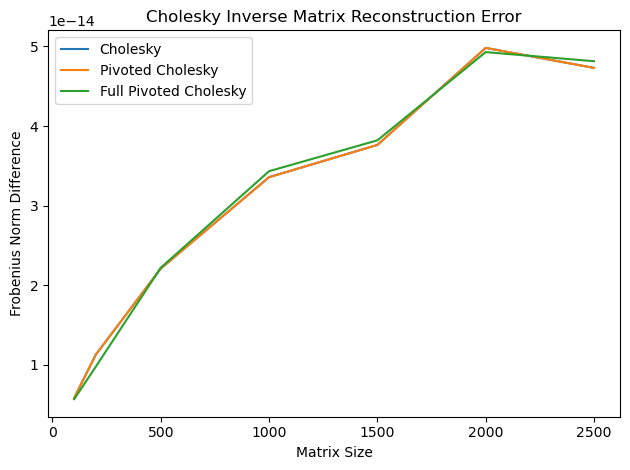 Cholesky Inverse Matrix Reconstruction Error
1e−14
Cholesky
Pivoted Cholesky
Full Pivoted Cholesky
5
4
3
2
1
Frobenius Norm Difference
0 500 1000 1500 2000 2500
Matrix Size